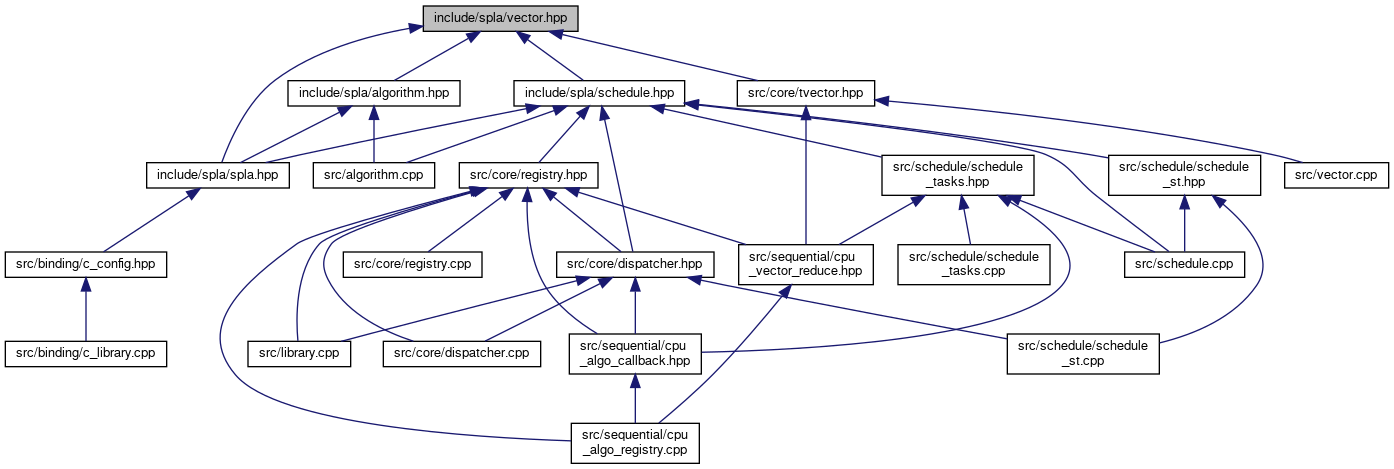 include/spla/vector.hpp
include/spla/algorithm.hpp
include/spla/schedule.hpp
src/core/tvector.hpp
include/spla/spla.hpp
src/algorithm.cpp
src/core/registry.hpp
src/schedule/schedule
_tasks.hpp
src/schedule/schedule
_st.hpp
src/vector.cpp
src/binding/c_config.hpp
src/core/registry.cpp
src/core/dispatcher.hpp
src/sequential/cpu
_vector_reduce.hpp
src/schedule/schedule
_tasks.cpp
src/schedule.cpp
src/binding/c_library.cpp
src/library.cpp
src/core/dispatcher.cpp
src/sequential/cpu
_algo_callback.hpp
src/schedule/schedule
_st.cpp
src/sequential/cpu
_algo_registry.cpp